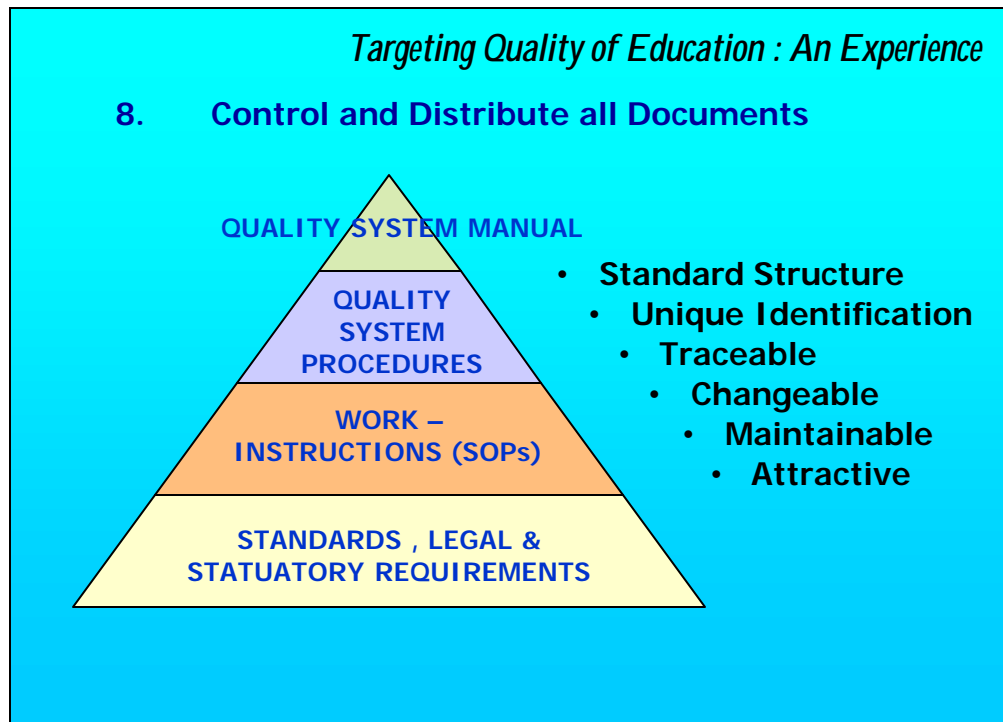 Targeting Quality of Education : An Experience
8. Control and Distribute all Documents
QUALITY SYSTEM MANUAL
QUALITY
SYSTEM
PROCEDURES
WORK –
INSTRUCTIONS (SOPs)
STANDARDS , LEGAL &
STATUATORY REQUIREMENTS
• Standard Structure
• Unique Identification
• Traceable
• Changeable
• Maintainable
• Attractive